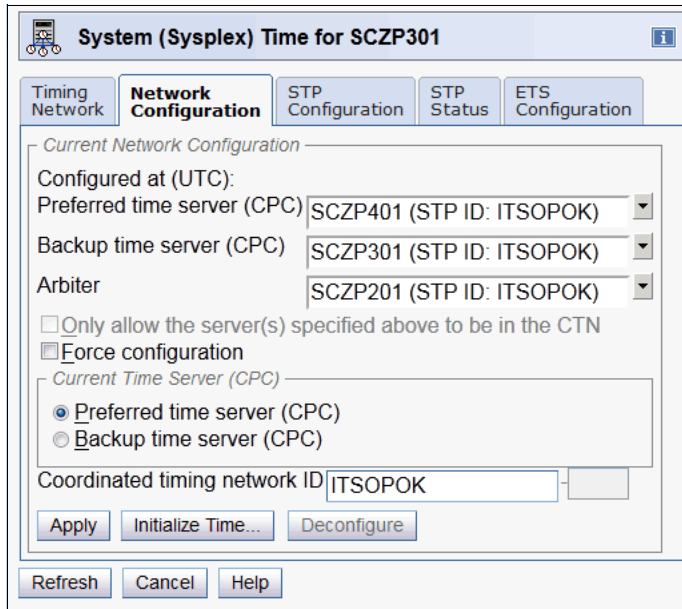 System (Sysplex) Time for SCZP301
i
Timing
Network
Network
Configuration
STP
Configuration
STP
Status
ETS
Configuration
Current Network Configuration
Configured at (UTC):
Preferred time server (CPC) SCZP401 (STP ID: ITSOPOK)
Backup time server (CPC) SCZP301 (STP ID: ITSOPOK)
Arbiter SCZP201 (STP ID: ITSOPOK)
Only allow the server(s) specified above to be in the CTN
Force configuration
Current Time Server (CPC)
Preferred time server (CPC)
Backup time server (CPC)
Coordinated timing network ID ITSOPOK -
Apply Initialize Time... Deconfigure
Refresh Cancel Help